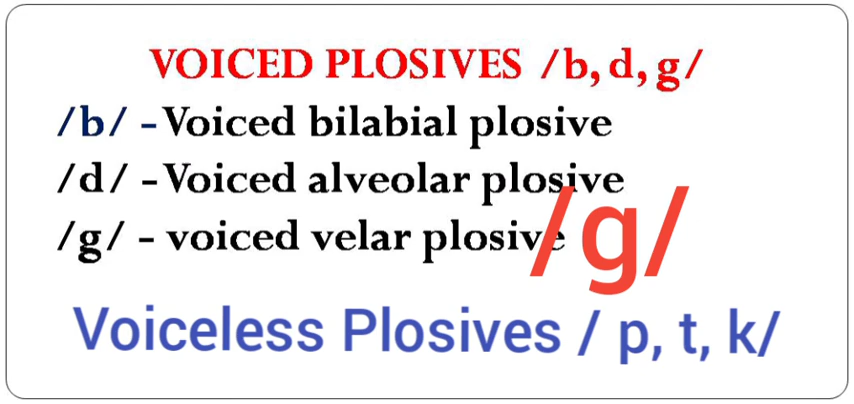 VOICED PLOSIVES /b, d, g/
/b/ - Voiced bilabial plosive
/d/ - Voiced alveolar plosive
/g/ - voiced velar plosive
/g/
Voiceless Plosives / p, t, k/